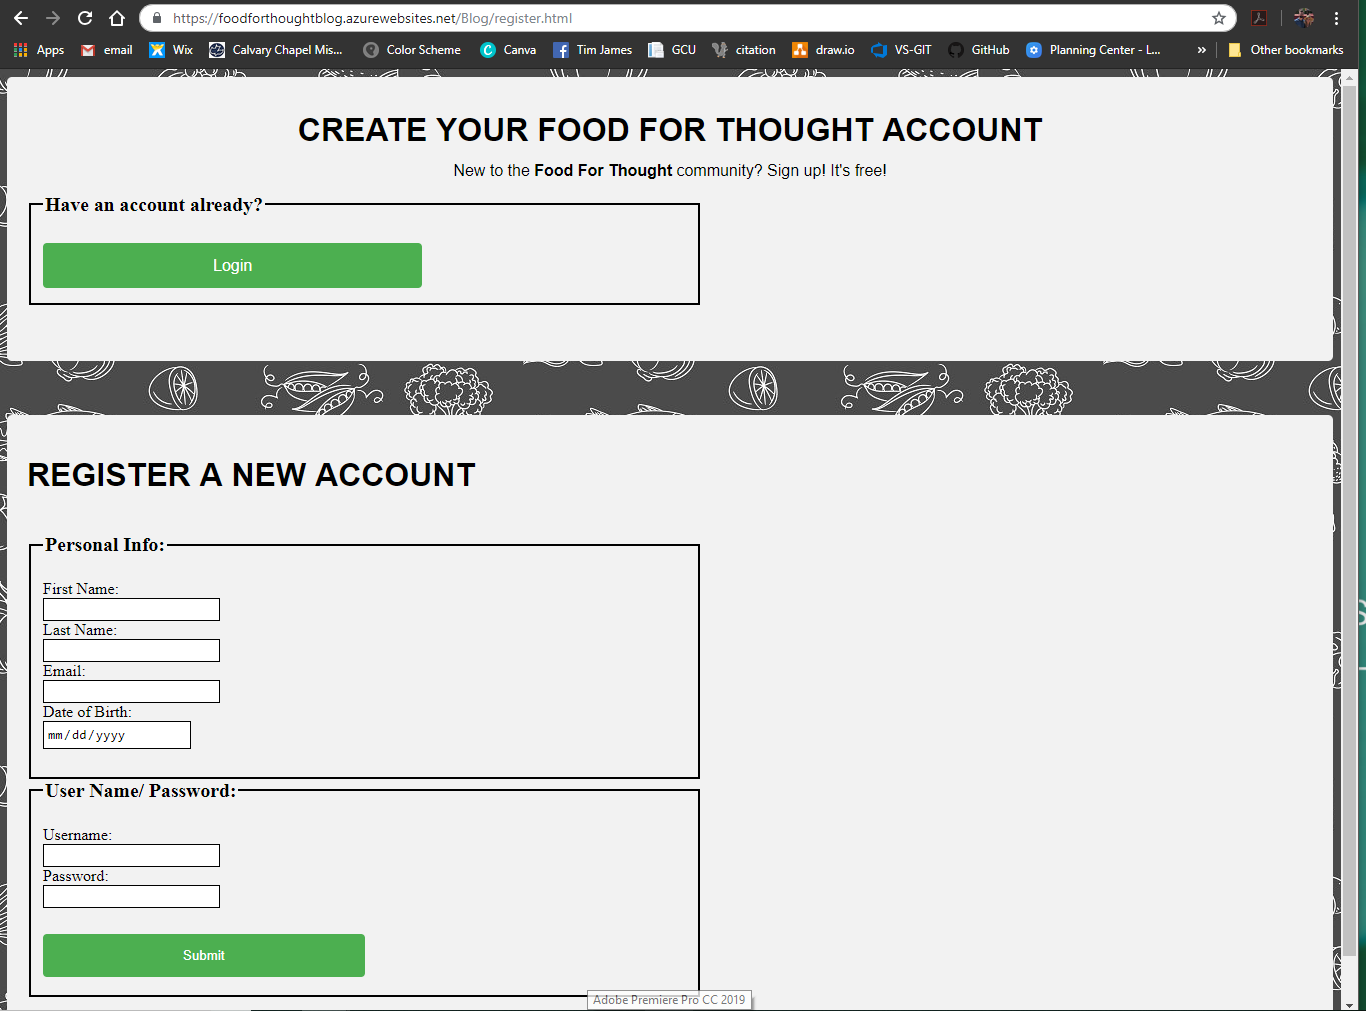 https://foodforthoughtblog.azurewebsites.net/Blog/register.html
Apps email Wix Calvary Chapel Mis... Color Scheme Canva Tim James GCU citation draw.io VS-GIT GitHub Planning Center - L... » Other bookmarks
CREATE YOUR FOOD FOR THOUGHT ACCOUNT
New to the Food For Thought community? Sign up! It's free!
Have an account already?
Login
REGISTER A NEW ACCOUNT
Personal Info:
First Name:
Last Name:
Email:
Date of Birth:
mm/dd/yyyy
User Name/ Password:
Username:
Password:
Submit
Adobe Premiere Pro CC 2019